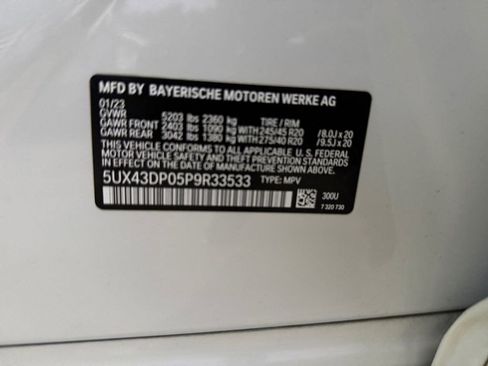 MFD BY BAYERISCHE MOTOREN WERKE AG
01/23
GVWR 5203 lbs 2360 kg TIRE / RIM
GAWR FRONT 2403 lbs 1090 kg = 245/45 R20 /8.0J x 20
GAWR REAR 3042 lbs 1380 kg = 275/40 R20 /9.5J x 20
THIS VEHICLE CONFORMS TO ALL APPLICABLE
FEDERAL MOTOR VEHICLE SAFETY, BUMPER AND
THEFT PREVENTION STANDARDS IN EFFECT ON
THE DATE OF MANUFACTURE SHOWN ABOVE.
5UX43DP05P9R33533 TYPE: MPV
300U
7 320 730